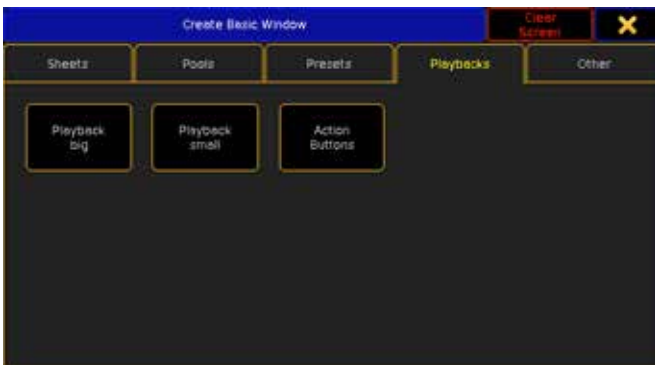 Create Basic Window
Clear
Screen
Sheets
Pools
Presets
Playbacks
Other
Playback
big
Playback
small
Action
Buttons